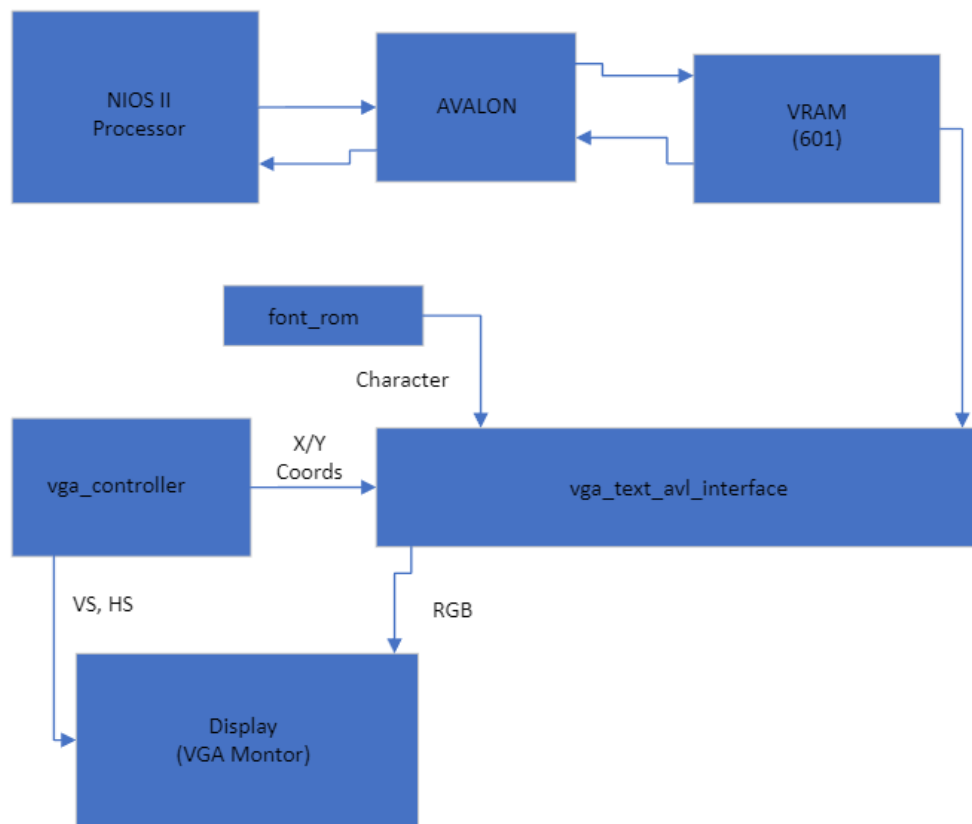 NIOS II
Processor
AVALON
VRAM
(601)
font_rom
Character
vga_controller
X/Y
Coords
vga_text_avl_interface
VS, HS
RGB
Display
(VGA Montor)